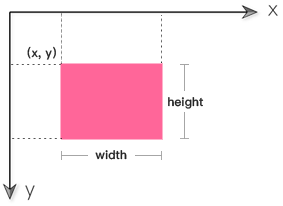 x
(x, y)
height
width
y